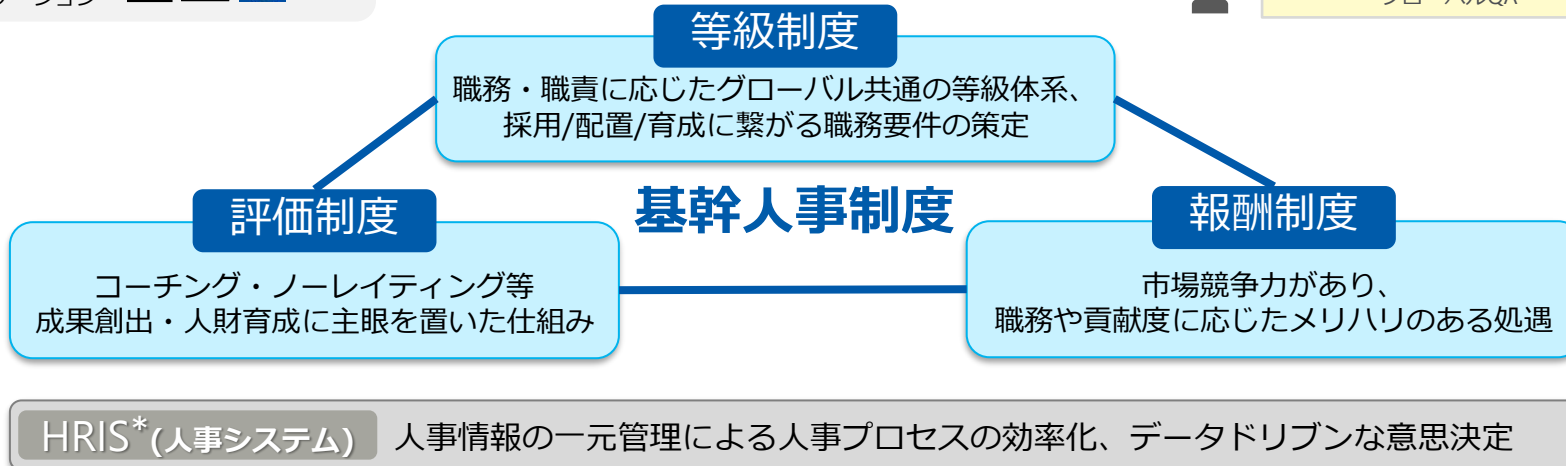 等級制度
職務・職責に応じたグローバル共通の等級体系、
採用/配置/育成に繋がる職務要件の策定
基幹人事制度
評価制度
コーチング・ノーレイティング等
成果創出・人財育成に主眼を置いた仕組み
報酬制度
市場競争力があり、
職務や貢献度に応じたメリハリのある処遇
HRIS*(人事システム) 人事情報の一元管理による人事プロセスの効率化、データドリブンな意思決定